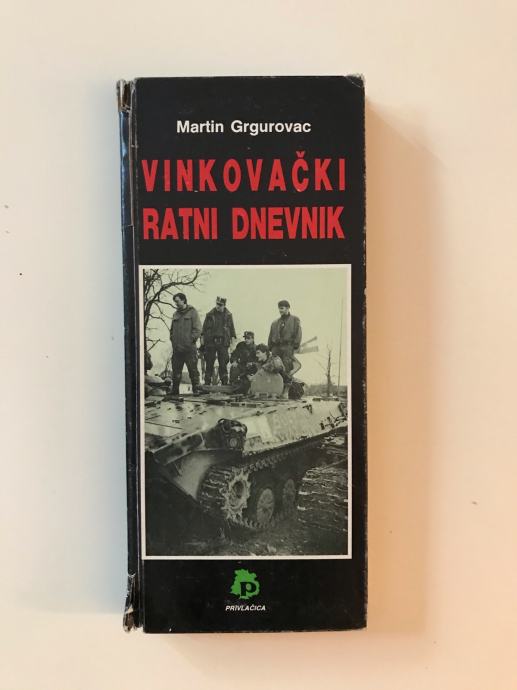 Martin Grgurovac
VINKOVAČKI
RATNI DNEVNIK
p
PRIVLAČICA